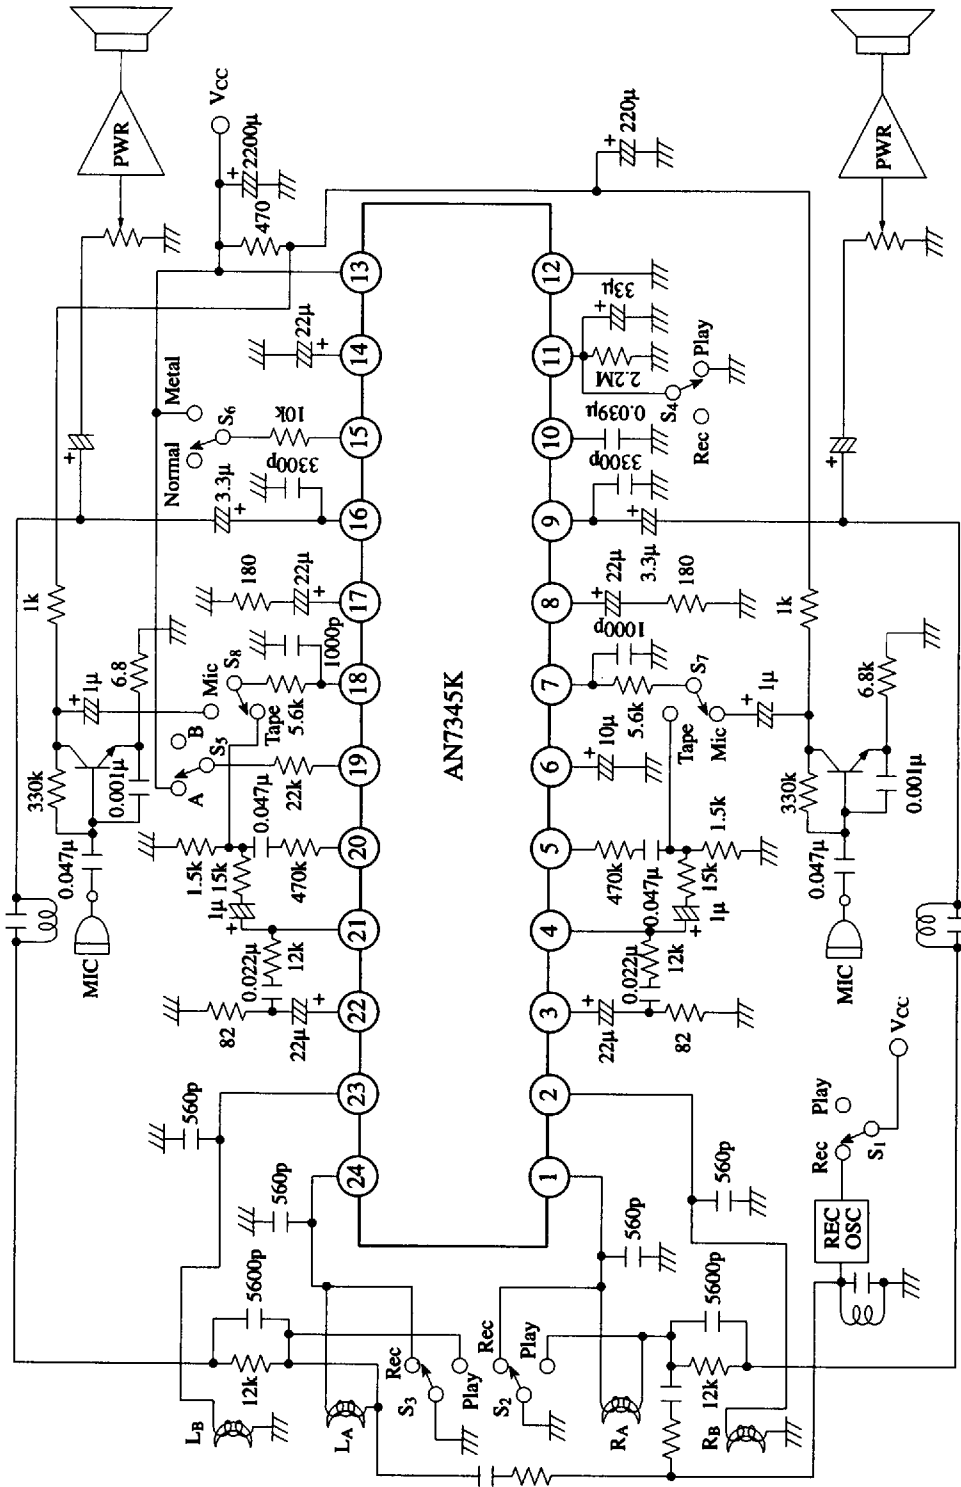 PWR
PWR
VCC
2200µ
+
470
220µ
+
Metal
Normal
S6
10k
3300p
3.3µ
+
22µ
+
13
14
15
16
17
18
19
20
21
22
23
24
12
11
10
9
8
7
6
5
4
3
2
1
AN7345K
33µ
+
2.2M
0.039µ
S4
Play
Rec
3300p
3.3µ
+
+
+
1k
1µ
+
Mic
S8
B
S5
A
Tape
5.6k
1000p
180
22µ
+
6.8
330k
0.001µ
0.047µ
MIC
22k
0.047µ
1.5k
15k
470k
1µ
+
12k
0.022µ
82
22µ
+
22µ
+
180
1000p
5.6k
S7
Tape
Mic
10µ
+
1µ
+
1k
6.8k
330k
0.001µ
0.047µ
MIC
470k
0.047µ
1.5k
15k
1µ
+
12k
0.022µ
22µ
+
82
560p
560p
5600p
12k
LB
LA
Rec
S3
Play
Rec
S2
Play
RA
RB
560p
560p
5600p
12k
REC
OSC
Rec
Play
S1
VCC